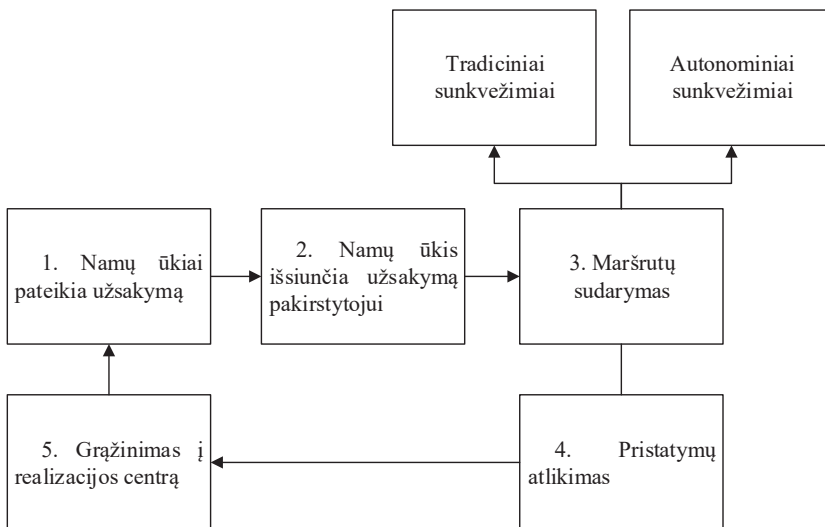 Tradiciniai
sunkvežimiai
Autonominiai
sunkvežimiai
1. Namų ūkiai
pateikia užsakymą
2. Namų ūkis
išsiunčia užsakymą
pakirstytojui
3. Maršrutų
sudarymas
5. Grąžinimas į
realizacijos centrą
4. Pristatymų
atlikimas